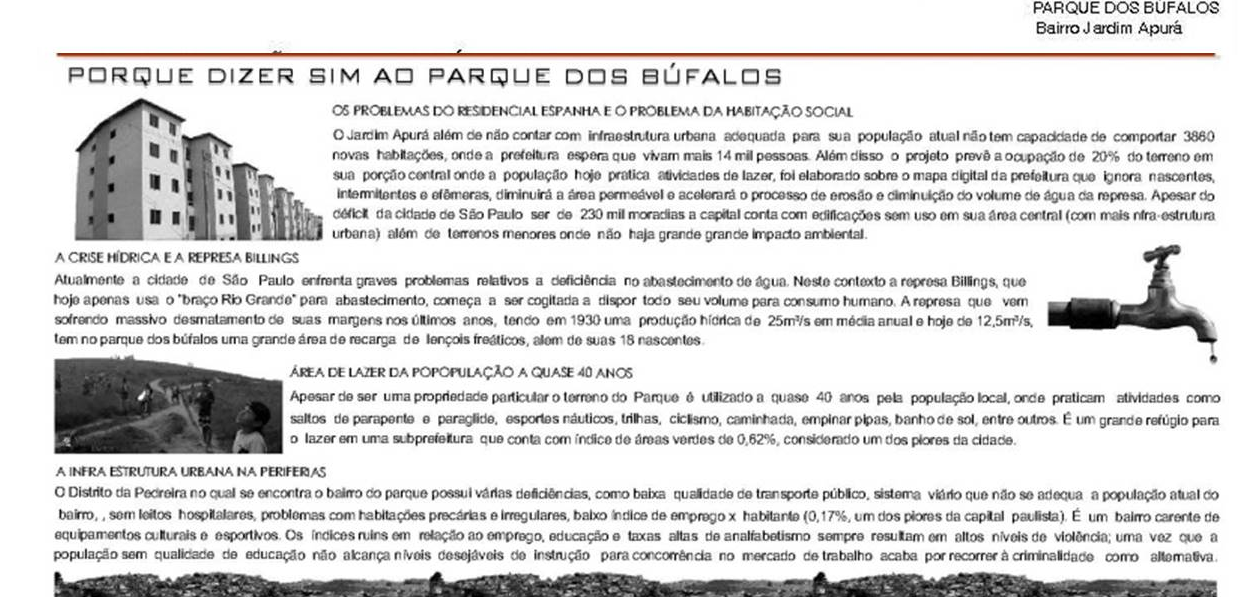 PARQUE DOS BÚFALOS
Bairro Jardim Apurá
PORQUE DIZER SIM AO PARQUE DOS BÚFALOS
OS PROBLEMAS DO RESIDENCIAL ESPANHA E O PROBLEMA DA HABITAÇÃO SOCIAL
O Jardim Apurá além de não contar com infraestrutura urbana adequada para sua população atual não tem capacidade de comportar 3860
novas habitações, onde a prefeitura espera que vivam mais 14 mil pessoas. Além disso o projeto prevê a ocupação de 20% do terreno em
sua porção central onde a população hoje pratica atividades de lazer, foi elaborado sobre o mapa digital da prefeitura que ignora nascentes,
intermitentes e efêmeras, diminuirá a área permeável e acelerará o processo de erosão e diminuição do volume de água da represa. Apesar do
déficit da cidade de São Paulo ser de 230 mil moradias a capital conta com edificações sem uso em sua área central (com mais nfra-estrutura
urbana) além de terrenos menores onde não haja grande grande impacto ambiental.
A CRISE HÍDRICA E A REPRESA BILLINGS
Atualmente a cidade de São Paulo enfrenta graves problemas relativos a deficiência no abastecimento de água. Neste contexto a represa Billings, que
hoje apenas usa o "braço Rio Grande" para abastecimento, começa a ser cogitada a dispor todo seu volume para consumo humano. A represa que vem
sofrendo massivo desmatamento de suas margens nos últimos anos, tendo em 1930 uma produção hídrica de 25m³/s em média anual e hoje de 12,5m³/s,
tem no parque dos búfalos uma grande área de recarga de lençois freáticos, alem de suas 18 nascentes.
ÁREA DE LAZER DA POPOPULAÇÃO A QUASE 40 ANOS
Apesar de ser uma propriedade particular o terreno do Parque é utilizado a quase 40 anos pela população local, onde praticam atividades como
saltos de parapente e paraglide, esportes náuticos, trilhas, ciclismo, caminhada, empinar pipas, banho de sol, entre outros. É um grande refúgio para
o lazer em uma subprefeitura que conta com índice de áreas verdes de 0,62%, considerado um dos piores da cidade.
A INFRA ESTRUTURA URBANA NA PERIFERIAS
O Distrito da Pedreira no qual se encontra o bairro do parque possui várias deficiências, como baixa qualidade de transporte público, sistema viário que não se adequa a população atual do
bairro, , sem leitos hospitalares, problemas com habitações precárias e irregulares, baixo índice de emprego x habitante (0,17%, um dos piores da capital paulista). É um bairro carente de
equipamentos culturais e esportivos. Os índices ruins em relação ao emprego, educação e taxas altas de analfabetismo sempre resultam em altos níveis de violência; uma vez que a
população sem qualidade de educação não alcança níveis desejáveis de instrução para concorrência no mercado de trabalho acaba por recorrer à criminalidade como alternativa.